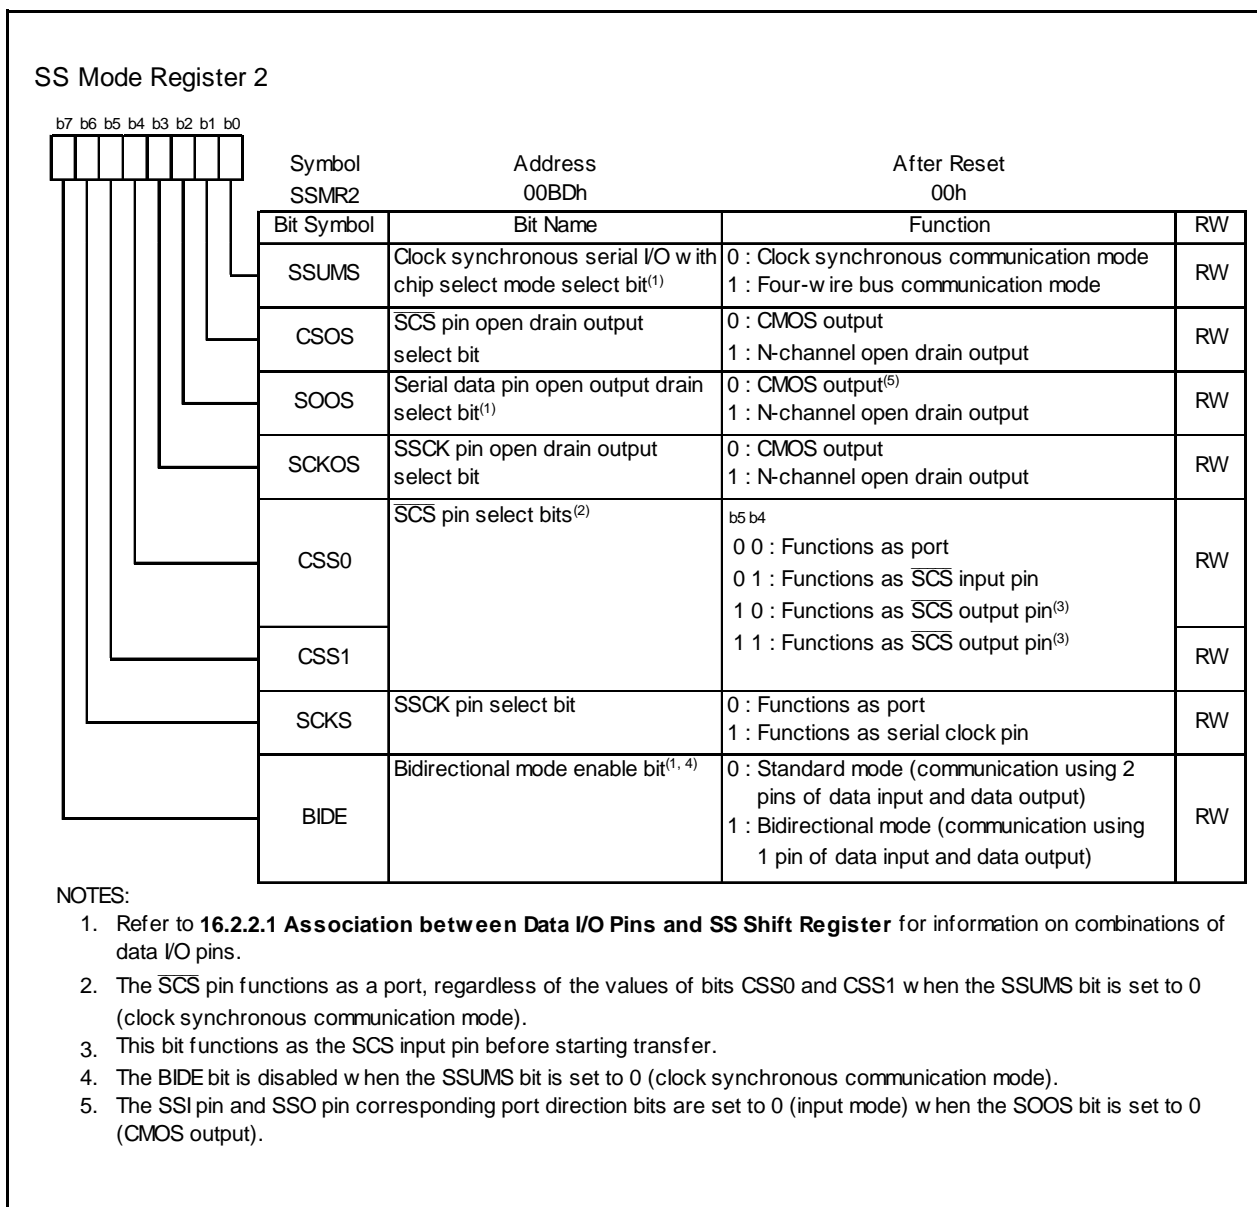 SS Mode Register 2
b7 b6 b5 b4 b3 b2 b1 b0
Symbol Address After Reset
SSMR2 00BDh 00h
Bit Symbol Bit Name Function RW
SSUMS Clock synchronous serial I/O with chip select mode select bit(1) 0 : Clock synchronous communication mode RW
1 : Four-wire bus communication mode
CSOS SCS pin open drain output select bit 0 : CMOS output RW
1 : N-channel open drain output
SOOS Serial data pin open output drain select bit(1) 0 : CMOS output(5) RW
1 : N-channel open drain output
SCKOS SSCK pin open drain output select bit 0 : CMOS output RW
1 : N-channel open drain output
CSS0 SCS pin select bits(2) b5 b4 RW
0 0 : Functions as port
0 1 : Functions as SCS input pin
1 0 : Functions as SCS output pin(3)
1 1 : Functions as SCS output pin(3)
CSS1 RW
SCKS SSCK pin select bit 0 : Functions as port RW
1 : Functions as serial clock pin
BIDE Bidirectional mode enable bit(1, 4) 0 : Standard mode (communication using 2 RW
pins of data input and data output)
1 : Bidirectional mode (communication using
1 pin of data input and data output)
NOTES:
1. Refer to 16.2.2.1 Association between Data I/O Pins and SS Shift Register for information on combinations of
data I/O pins.
2. The SCS pin functions as a port, regardless of the values of bits CSS0 and CSS1 when the SSUMS bit is set to 0
(clock synchronous communication mode).
3. This bit functions as the SCS input pin before starting transfer.
4. The BIDE bit is disabled when the SSUMS bit is set to 0 (clock synchronous communication mode).
5. The SSI pin and SSO pin corresponding port direction bits are set to 0 (input mode) when the SOOS bit is set to 0
(CMOS output).